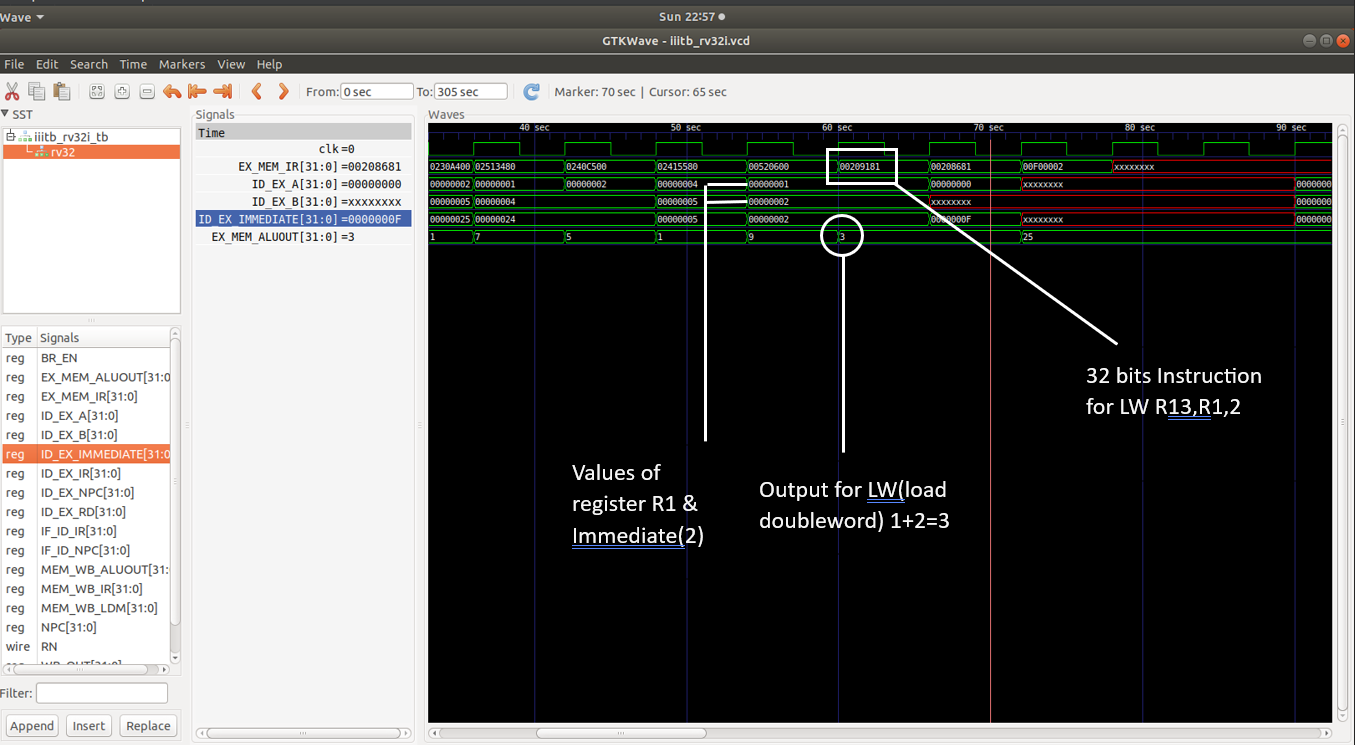 Wave
Sun 22:57
GTKWave - iiitb_rv32i.vcd
File Edit Search Time Markers View Help
From: 0 sec To: 305 sec Marker: 70 sec | Cursor: 65 sec
SST
iiitb_rv32i_tb
rv32
Type Signals
reg BR_EN
reg EX_MEM_ALUOUT[31:0
reg EX_MEM_IR[31:0]
reg ID_EX_A[31:0]
reg ID_EX_B[31:0]
reg ID_EX_IMMEDIATE[31:0
reg ID_EX_IR[31:0]
reg ID_EX_NPC[31:0]
reg ID_EX_RD[31:0]
reg IF_ID_IR[31:0]
reg IF_ID_NPC[31:0]
reg MEM_WB_ALUOUT[31:
reg MEM_WB_IR[31:0]
reg MEM_WB_LDM[31:0]
reg NPC[31:0]
wire RN
reg WB_OUT[31:0]
Filter:
Append Insert Replace
Signals
Time
clk=0
EX_MEM_IR[31:0]=00208681
ID_EX_A[31:0]=00000000
ID_EX_B[31:0]=xxxxxxxx
ID_EX_IMMEDIATE[31:0]=0000000F
EX_MEM_ALUOUT[31:0]=3
Waves
40 sec 50 sec 60 sec 70 sec 80 sec 90 sec
0230A400 02513480 0240C500 02415580 00520600 00209181 00208681 00F00002 xxxxxxxx
00000002 00000001 00000002 00000004 00000001 00000000 xxxxxxxx 0000000
00000005 00000004 00000005 00000002 xxxxxxxx 0000000
00000025 00000024 00000005 00000002 0000000F xxxxxxxx 0000000
1 7 5 1 9 3 25
32 bits Instruction
for LW R13,R1,2
Values of
register R1 &
Immediate(2)
Output for LW(load
doubleword) 1+2=3